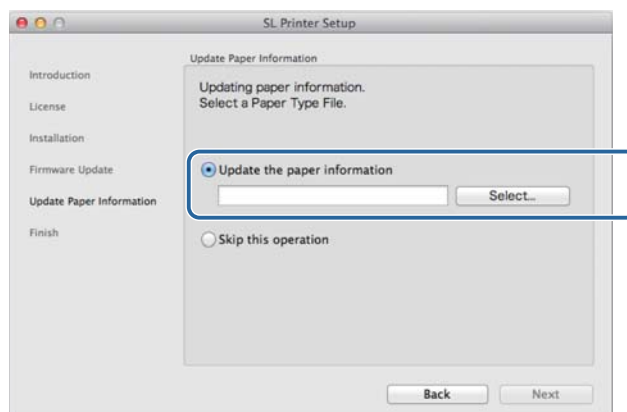 SL Printer Setup
Introduction
License
Installation
Firmware Update
Update Paper Information
Finish
Update Paper Information
Updating paper information.
Select a Paper Type File.
Update the paper information
Select...
Skip this operation
Back
Next